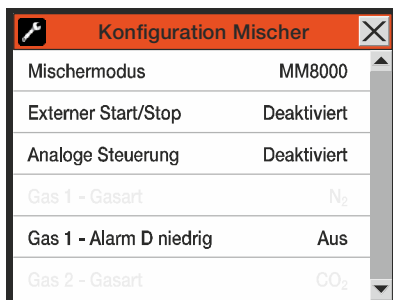 Konfiguration Mischer
Mischermodus MM8000
Externer Start/Stop Deaktiviert
Analoge Steuerung Deaktiviert
Gas 1 - Gasart N₂
Gas 1 - Alarm D niedrig Aus
Gas 2 - Gasart CO₂